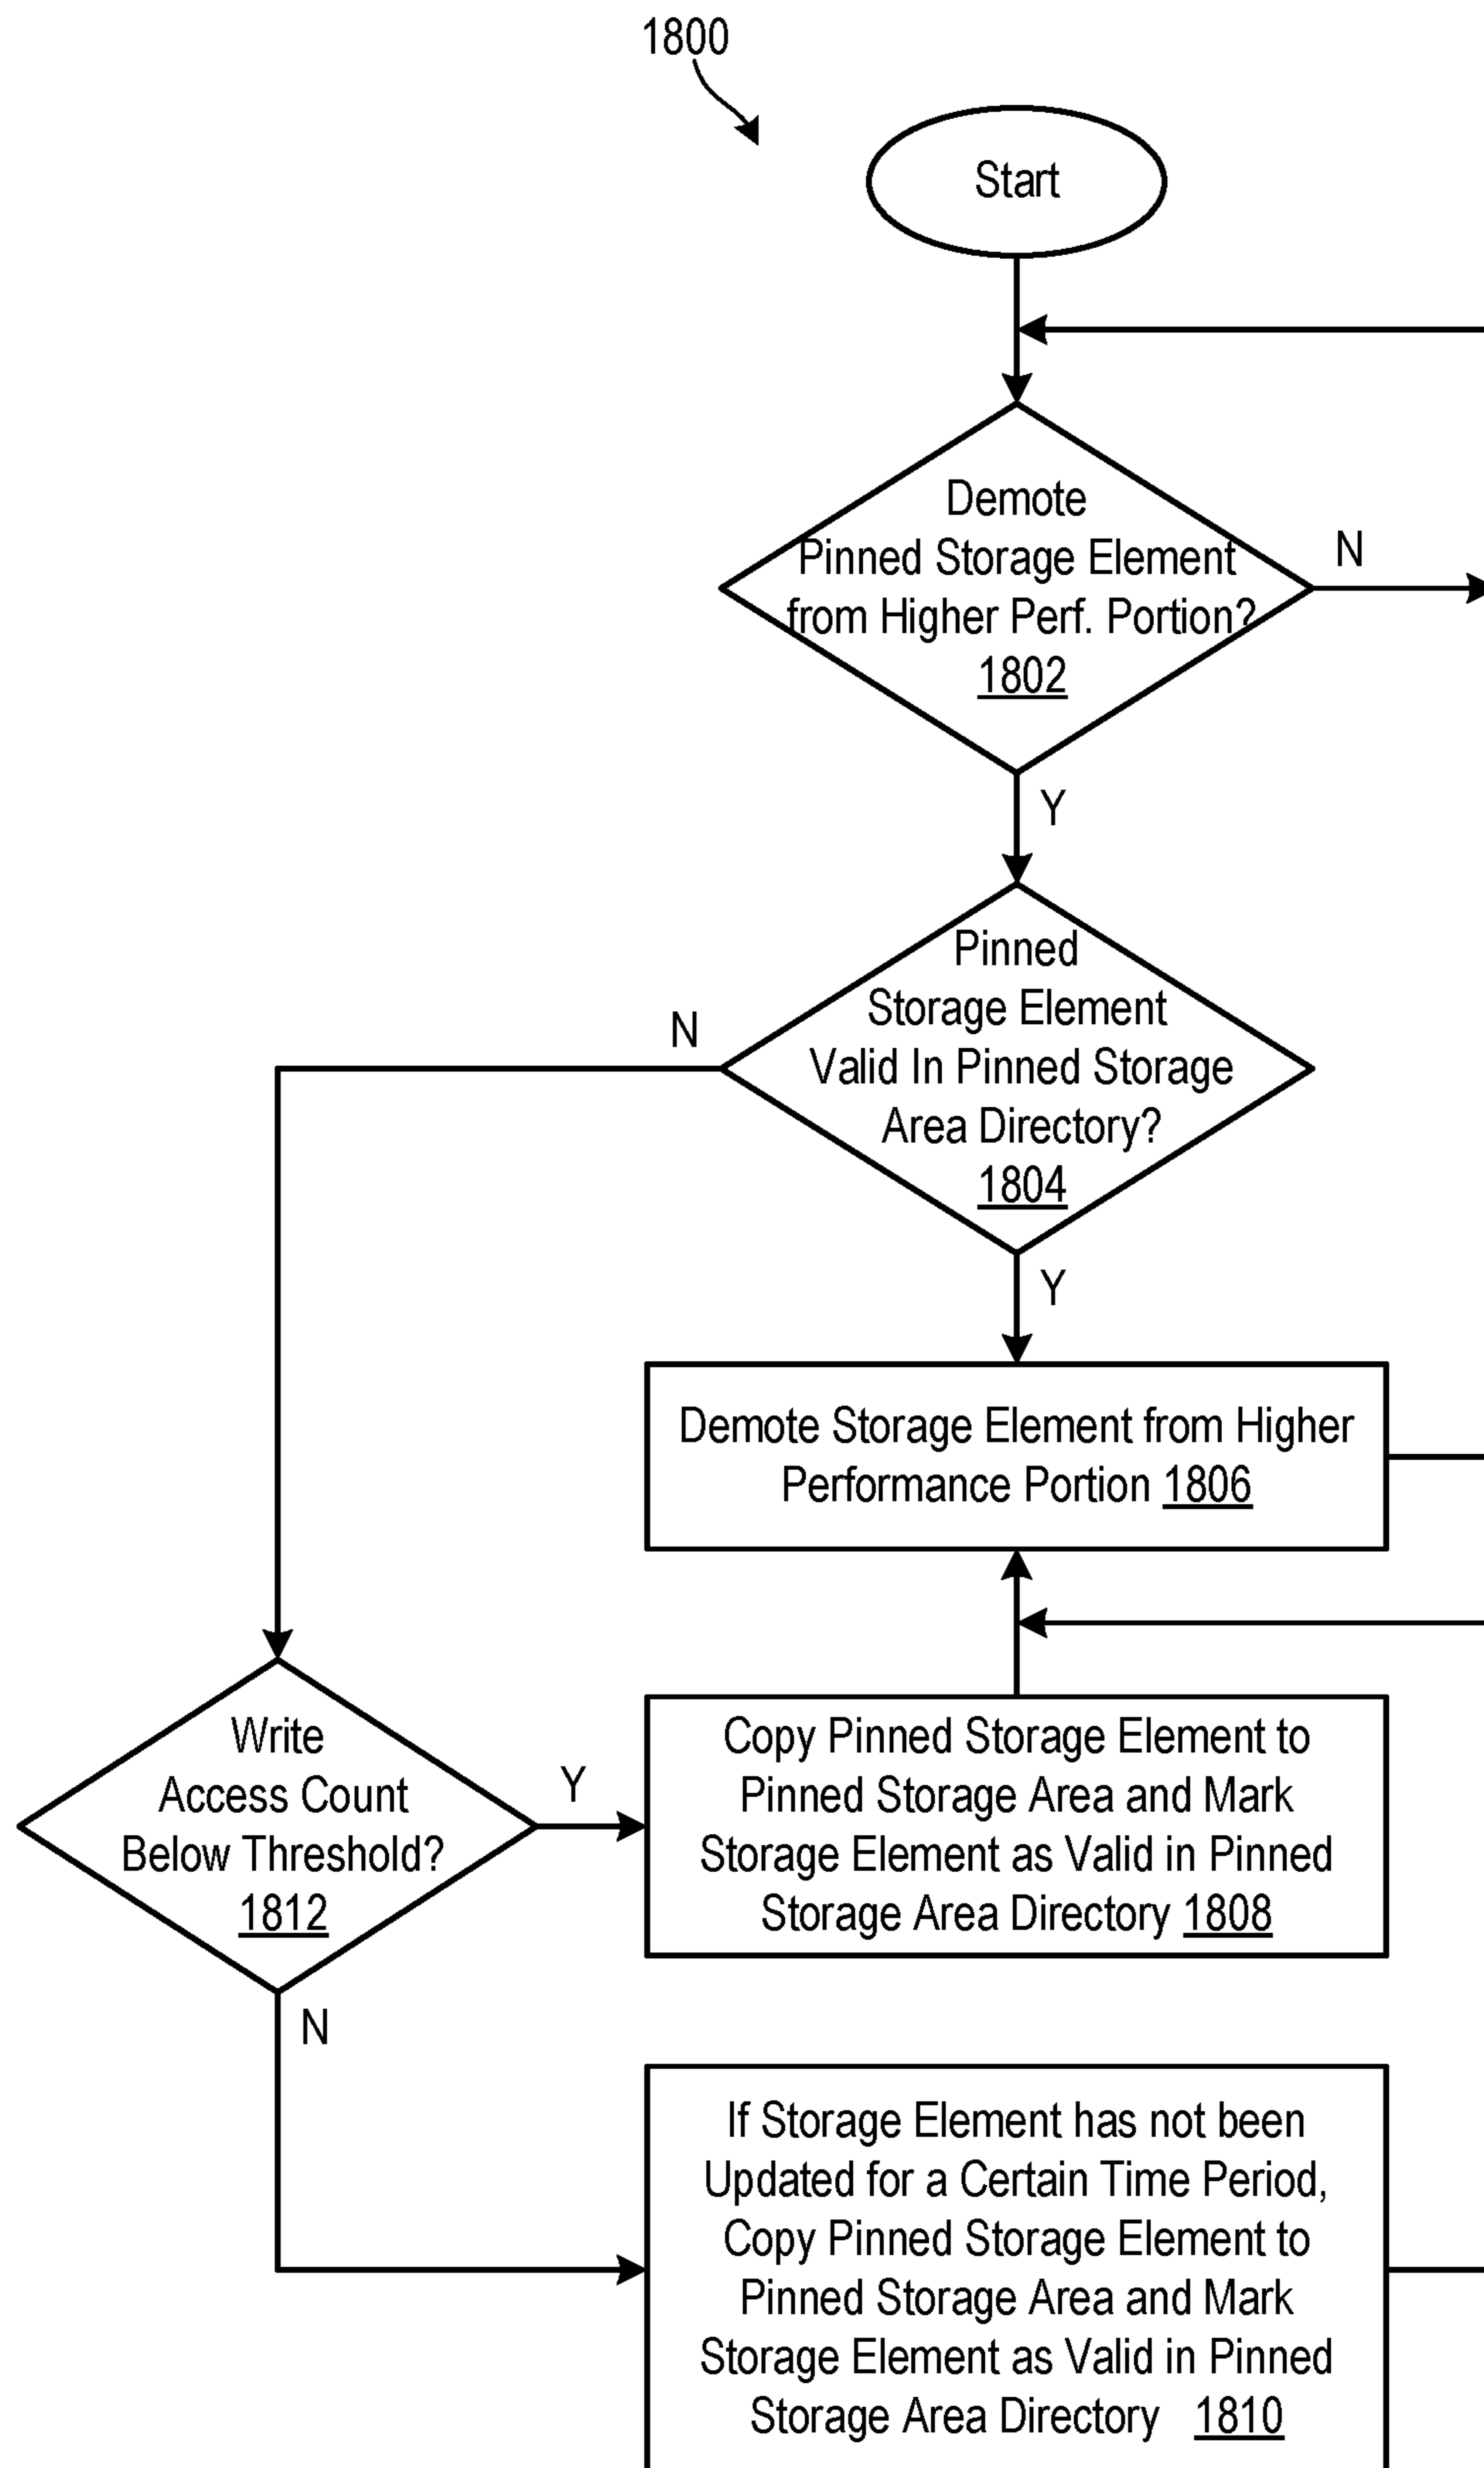 1800
Start
Demote
Pinned Storage Element
from Higher Perf. Portion?
1802
N
Y
Pinned
Storage Element
Valid In Pinned Storage
Area Directory?
1804
N
Y
Demote Storage Element from Higher
Performance Portion 1806
Write
Access Count
Below Threshold?
1812
Y
N
Copy Pinned Storage Element to
Pinned Storage Area and Mark
Storage Element as Valid in Pinned
Storage Area Directory 1808
If Storage Element has not been
Updated for a Certain Time Period,
Copy Pinned Storage Element to
Pinned Storage Area and Mark
Storage Element as Valid in Pinned
Storage Area Directory 1810